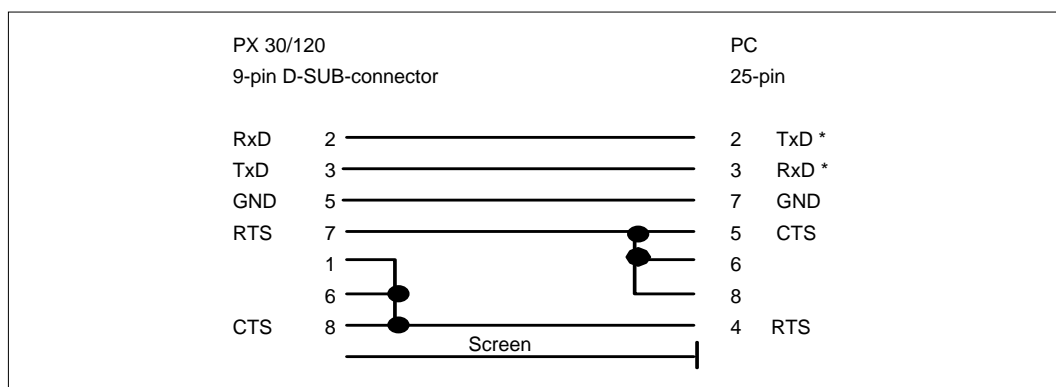 PX 30/120 PC
9-pin D-SUB-connector 25-pin
RxD 2 2 TxD *
TxD 3 3 RxD *
GND 5 7 GND
RTS 7 5 CTS
1 6
6 8
CTS 8 4 RTS
Screen